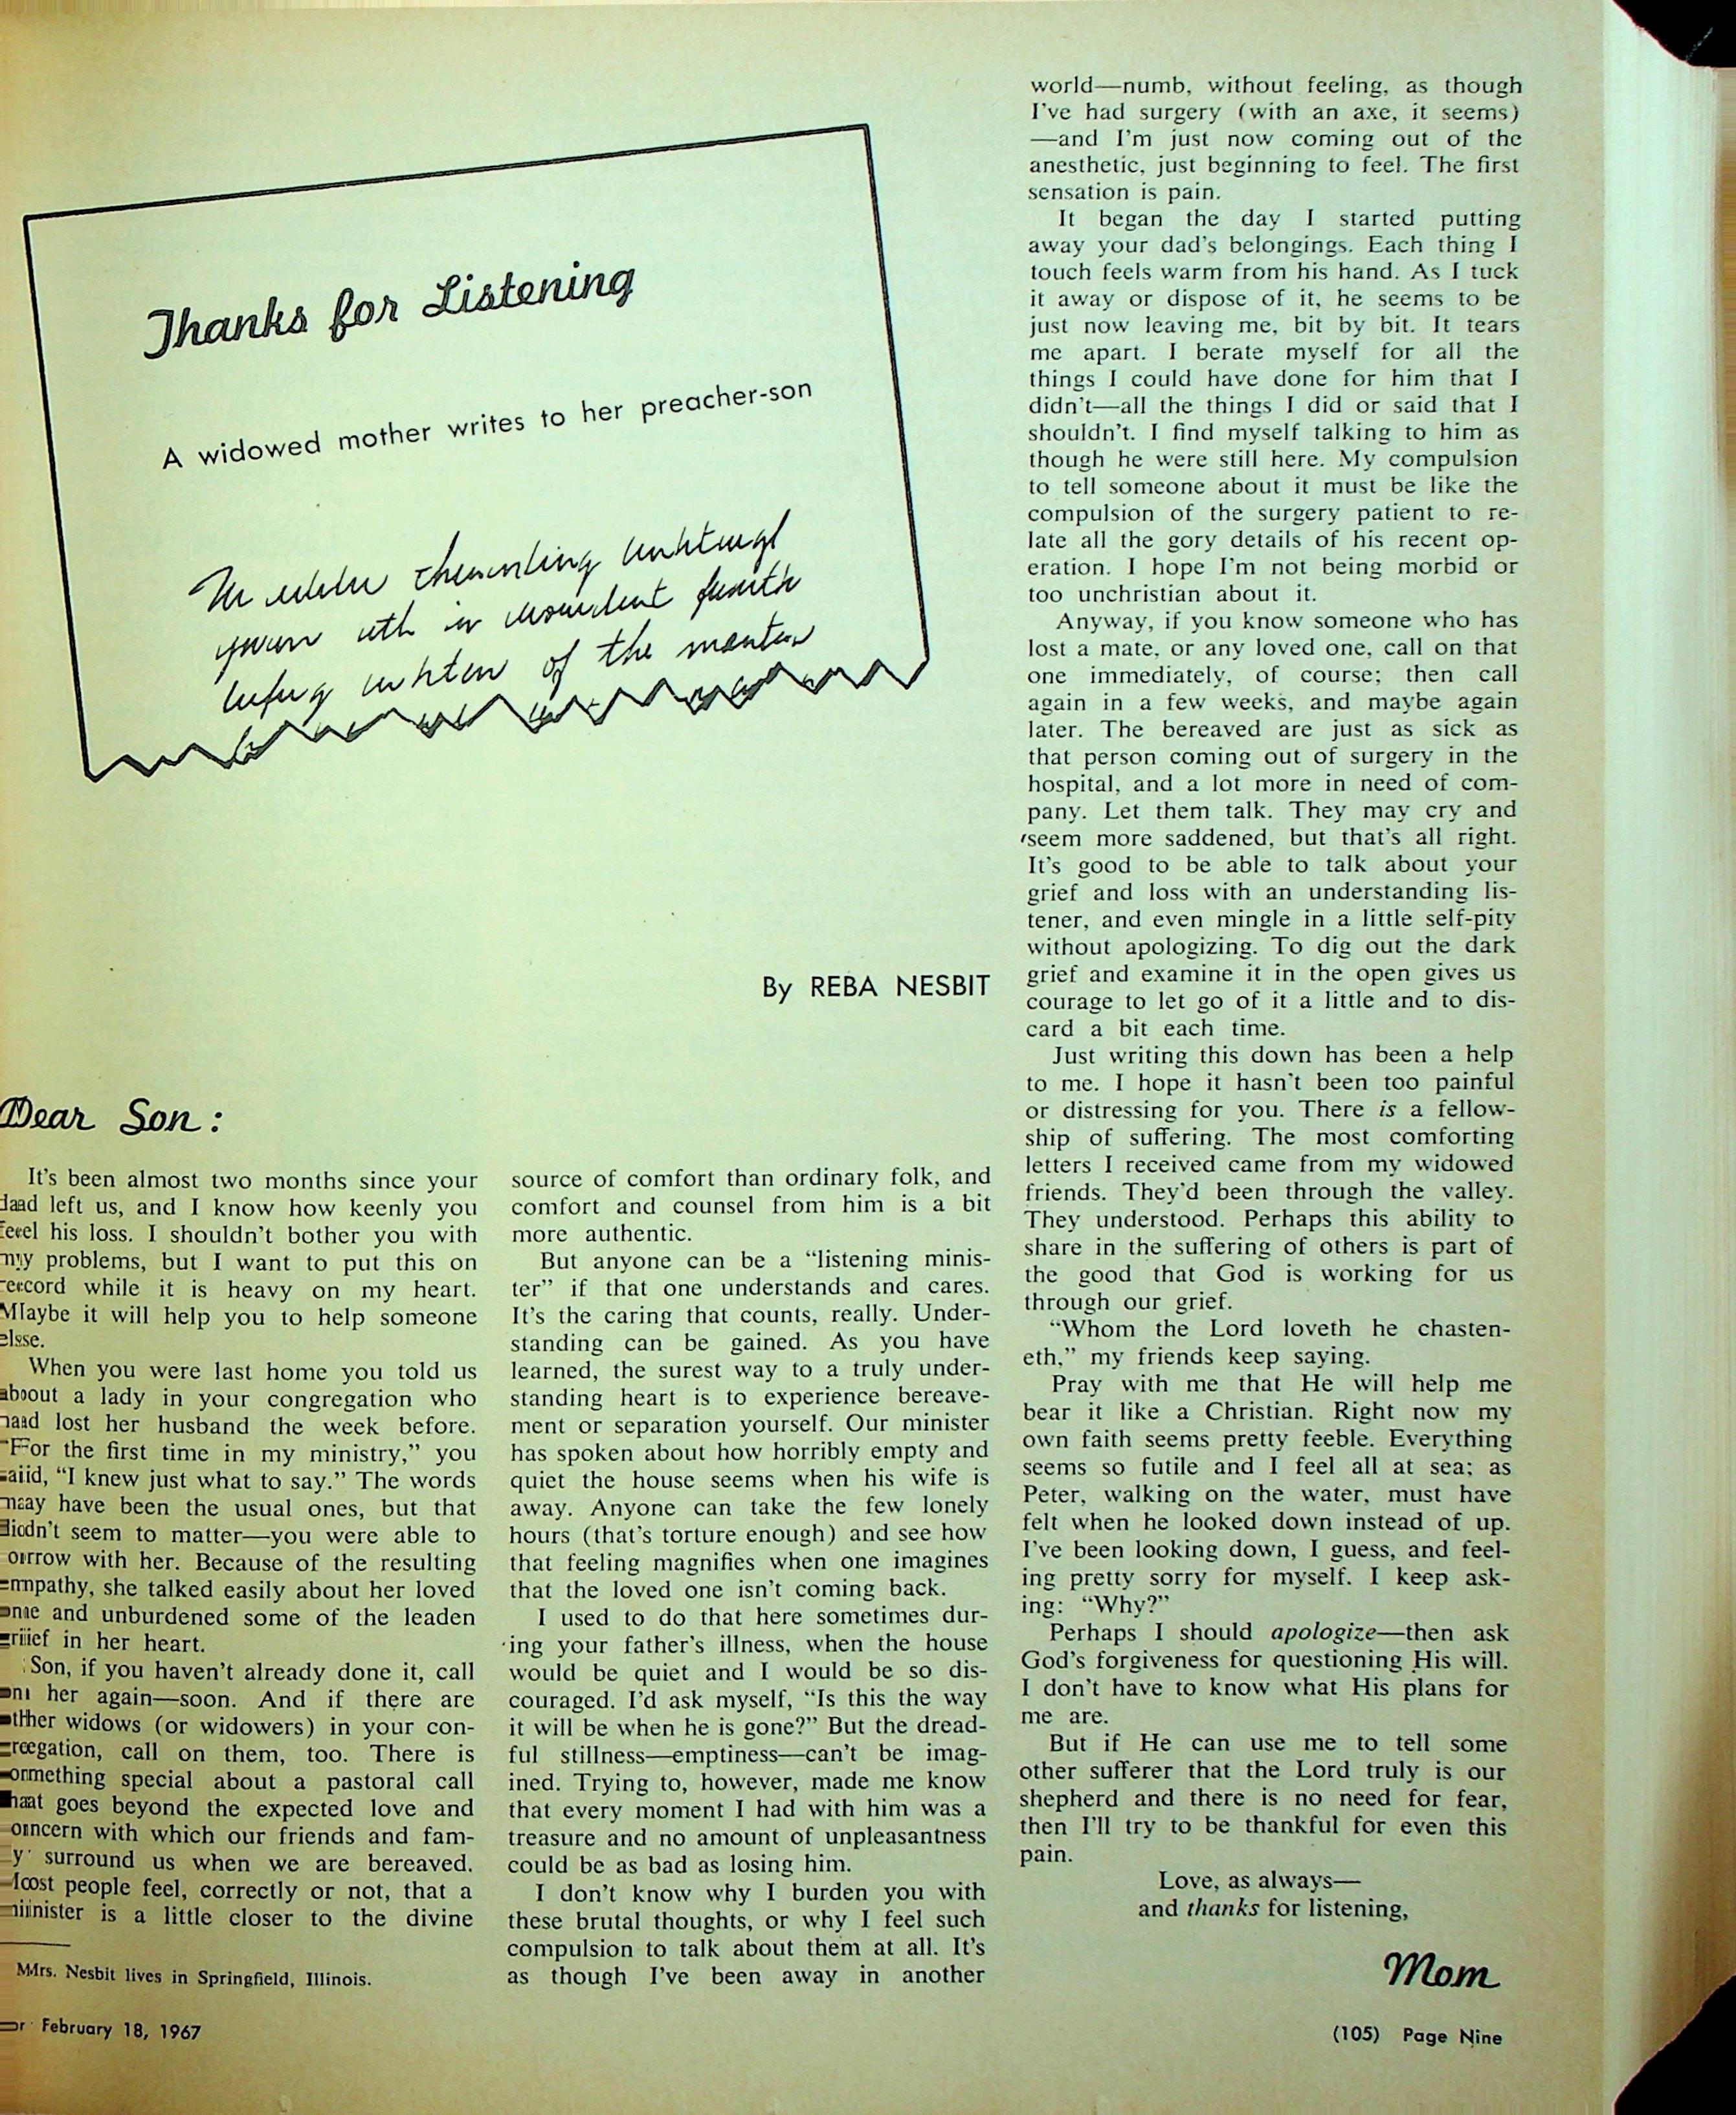 Thanks for Listening
A widowed mother writes to her preacher-son
of the
By REBA NESBIT
Dear Son:
It's been almost two months since your
dad left us, and I know how keenly you
feel his loss. I shouldn't bother you with
my problems, but I want to put this on
record while it is heavy on my heart.
Maybe it will help you to help someone
else.
When you were last home you told us
about a lady in your congregation who
had lost her husband the week before.
"For the first time in my ministry," you
said, "I knew just what to say." The words
may have been the usual ones, but that
didn't seem to matter—you were able to
sorrow with her. Because of the resulting
empathy, she talked easily about her loved
one and unburdened some of the leaden
grief in her heart.
Son, if you haven't already done it, call
on her again—soon. And if there are
other widows (or widowers) in your con-
gregation, call on them, too. There is
something special about a pastoral call
that goes beyond the expected love and
concern with which our friends and fam-
ily surround us when we are bereaved.
Most people feel, correctly or not, that a
minister is a little closer to the divine
Mrs. Nesbit lives in Springfield, Illinois.
source of comfort than ordinary folk, and
comfort and counsel from him is a bit
more authentic.
But anyone can be a "listening minis-
ter" if that one understands and cares.
It's the caring that counts, really. Under-
standing can be gained. As you have
learned, the surest way to a truly under-
standing heart is to experience bereave-
ment or separation yourself. Our minister
has spoken about how horribly empty and
quiet the house seems when his wife is
away. Anyone can take the few lonely
hours (that's torture enough) and see how
that feeling magnifies when one imagines
that the loved one isn't coming back.
I used to do that here sometimes dur-
ing your father's illness, when the house
would be quiet and I would be so dis-
couraged. I'd ask myself, "Is this the way
it will be when he is gone?" But the dread-
ful stillness—emptiness—can't be imag-
ined. Trying to, however, made me know
that every moment I had with him was a
treasure and no amount of unpleasantness
could be as bad as losing him.
I don't know why I burden you with
these brutal thoughts, or why I feel such
compulsion to talk about them at all. It's
as though I've been away in another
world—numb, without feeling, as though
I've had surgery (with an axe, it seems)
—and I'm just now coming out of the
anesthetic, just beginning to feel. The first
sensation is pain.
It began the day I started putting
away your dad's belongings. Each thing I
touch feels warm from his hand. As I tuck
it away or dispose of it, he seems to be
just now leaving me, bit by bit. It tears
me apart. I berate myself for all the
things I could have done for him that I
didn't—all the things I did or said that I
shouldn't. I find myself talking to him as
though he were still here. My compulsion
to tell someone about it must be like the
compulsion of the surgery patient to re-
late all the gory details of his recent op-
eration. I hope I'm not being morbid or
too unchristian about it.
Anyway, if you know someone who has
lost a mate, or any loved one, call on that
one immediately, of course; then call
again in a few weeks, and maybe again
later. The bereaved are just as sick as
that person coming out of surgery in the
hospital, and a lot more in need of com-
pany. Let them talk. They may cry and
seem more saddened, but that's all right.
It's good to be able to talk about your
grief and loss with an understanding lis-
tener, and even mingle in a little self-pity
without apologizing. To dig out the dark
grief and examine it in the open gives us
courage to let go of it a little and to dis-
card a bit each time.
Just writing this down has been a help
to me. I hope it hasn't been too painful
or distressing for you. There is a fellow-
ship of suffering. The most comforting
letters I received came from my widowed
friends. They'd been through the valley.
They understood. Perhaps this ability to
share in the suffering of others is part of
the good that God is working for us
through our grief.
"Whom the Lord loveth he chasten-
eth," my friends keep saying.
Pray with me that He will help me
bear it like a Christian. Right now my
own faith seems pretty feeble. Everything
seems so futile and I feel all at sea; as
Peter, walking on the water, must have
felt when he looked down instead of up.
I've been looking down, I guess, and feel-
ing pretty sorry for myself. I keep ask-
ing: "Why?"
Perhaps I should apologize—then ask
God's forgiveness for questioning His will.
I don't have to know what His plans for
me are.
But if He can use me to tell some
other sufferer that the Lord truly is our
shepherd and there is no need for fear,
then I'll try to be thankful for even this
pain.
Love, as always—
and thanks for listening,
Mom
February 18, 1967
(105) Page Nine